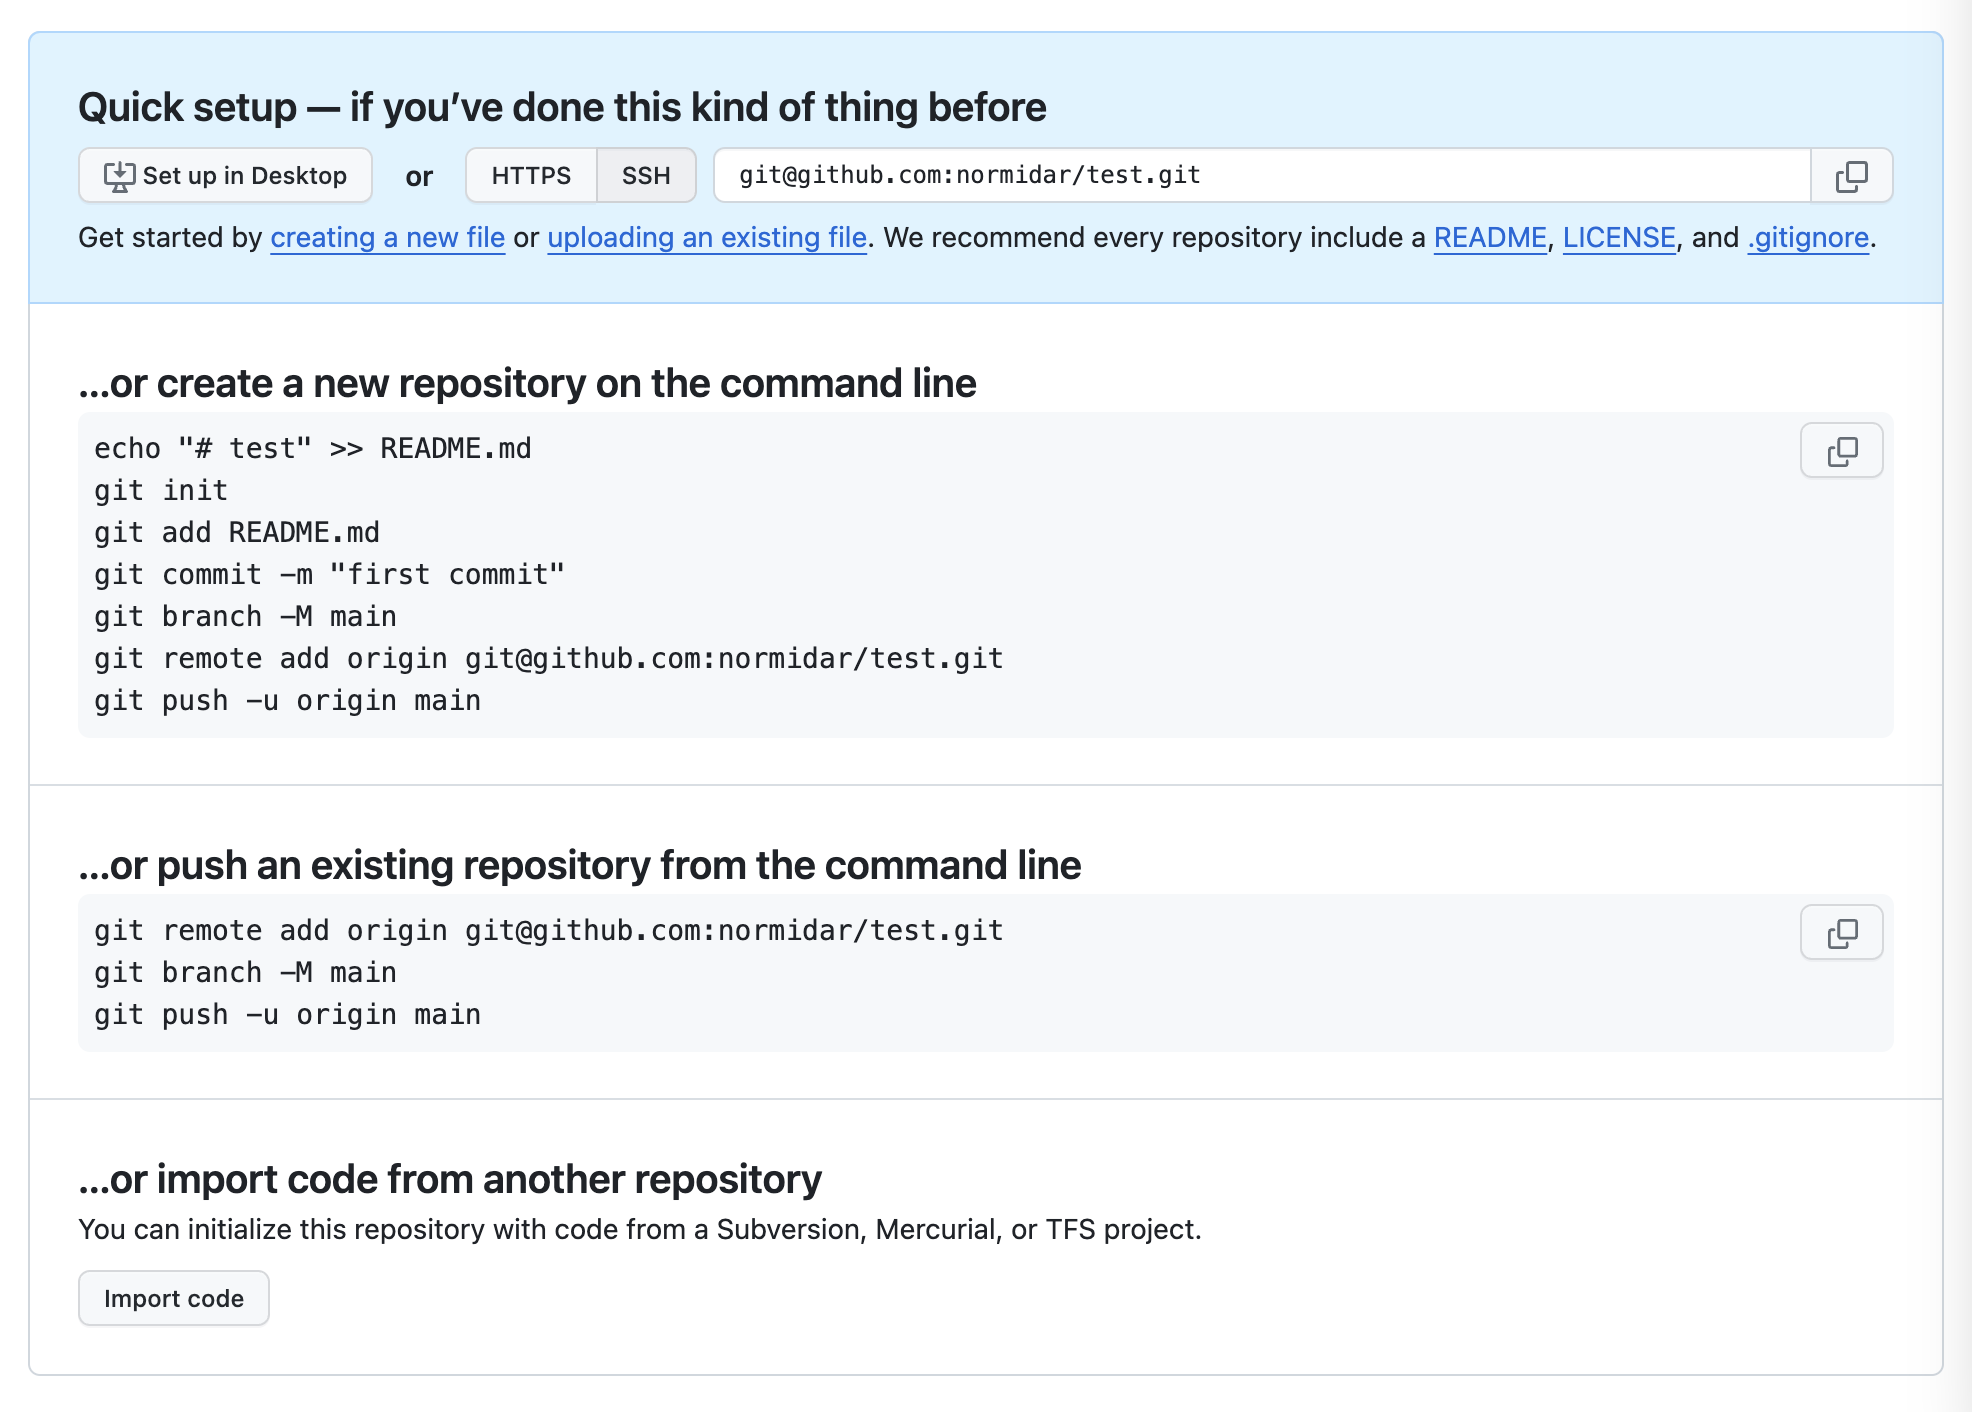 Quick setup — if you’ve done this kind of thing before
Set up in Desktop or HTTPS SSH git@github.com:normidar/test.git
Get started by creating a new file or uploading an existing file. We recommend every repository include a README, LICENSE, and .gitignore.
…or create a new repository on the command line
echo "# test" >> README.md
git init
git add README.md
git commit -m "first commit"
git branch -M main
git remote add origin git@github.com:normidar/test.git
git push -u origin main
…or push an existing repository from the command line
git remote add origin git@github.com:normidar/test.git
git branch -M main
git push -u origin main
…or import code from another repository
You can initialize this repository with code from a Subversion, Mercurial, or TFS project.
Import code